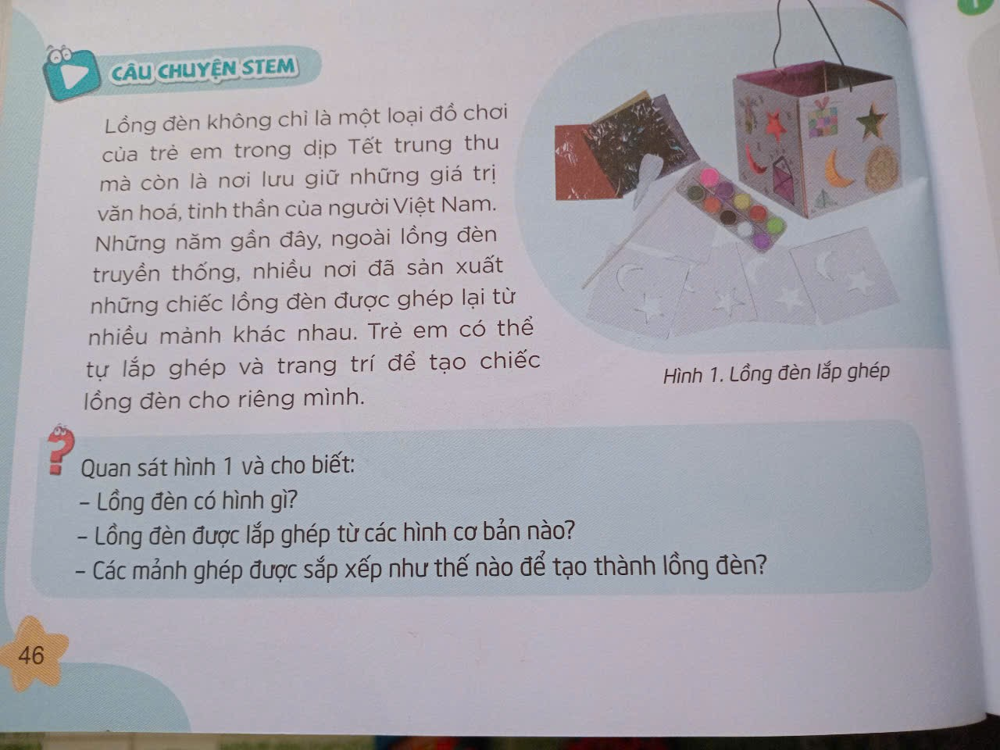 CÂU CHUYỆN STEM
Lồng đèn không chỉ là một loại đồ chơi
của trẻ em trong dịp Tết trung thu
mà còn là nơi lưu giữ những giá trị
văn hoá, tinh thần của người Việt Nam.
Những năm gần đây, ngoài lồng đèn
truyền thống, nhiều nơi đã sản xuất
những chiếc lồng đèn được ghép lại từ
nhiều mảnh khác nhau. Trẻ em có thể
tự lắp ghép và trang trí để tạo chiếc
lồng đèn cho riêng mình.
Hình 1. Lồng đèn lắp ghép
Quan sát hình 1 và cho biết:
– Lồng đèn có hình gì?
– Lồng đèn được lắp ghép từ các hình cơ bản nào?
– Các mảnh ghép được sắp xếp như thế nào để tạo thành lồng đèn?
46